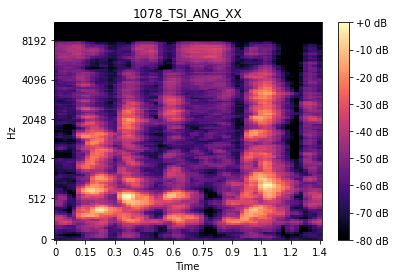 1078_TSI_ANG_XX
+0 dB
8192
-10 dB
4096
-20 dB
-30 dB
2048
Hz
-40 dB
1024
-50 dB
512
-60 dB
-70 dB
0
-80 dB
0 0.15 0.3 0.45 0.6 0.75 0.9 1.1 1.2 1.4
Time